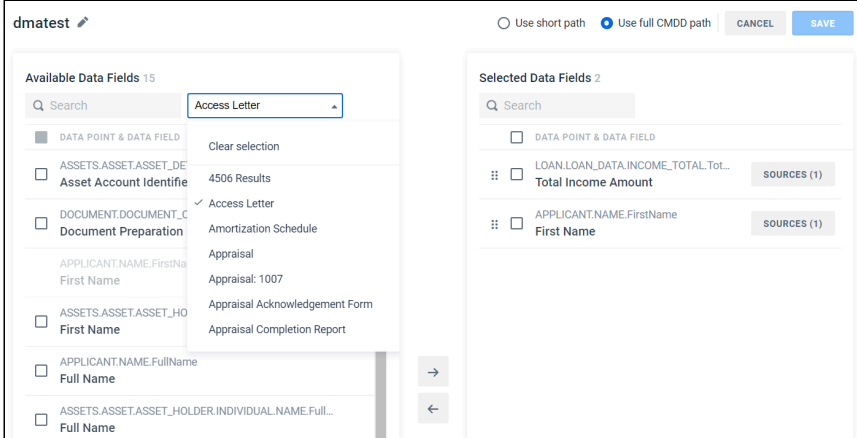 dmatest
Use short path
Use full CMDD path
CANCEL
SAVE
Available Data Fields 15
Search
Access Letter
DATA POINT & DATA FIELD
Clear selection
4506 Results
Access Letter
Amortization Schedule
Appraisal
Appraisal: 1007
Appraisal Acknowledgement Form
Appraisal Completion Report
ASSETS.ASSET.ASSET_DE
Asset Account Identifie
DOCUMENT.DOCUMENT_C
Document Preparation
APPLICANT.NAME.FirstNa
First Name
ASSETS.ASSET.ASSET_HO
First Name
APPLICANT.NAME.FullName
Full Name
ASSETS.ASSET.ASSET_HOLDER.INDIVIDUAL.NAME.Full...
Full Name
Selected Data Fields 2
Search
DATA POINT & DATA FIELD
LOAN.LOAN_DATA.INCOME_TOTAL.Tot...
Total Income Amount
SOURCES (1)
APPLICANT.NAME.FirstName
First Name
SOURCES (1)